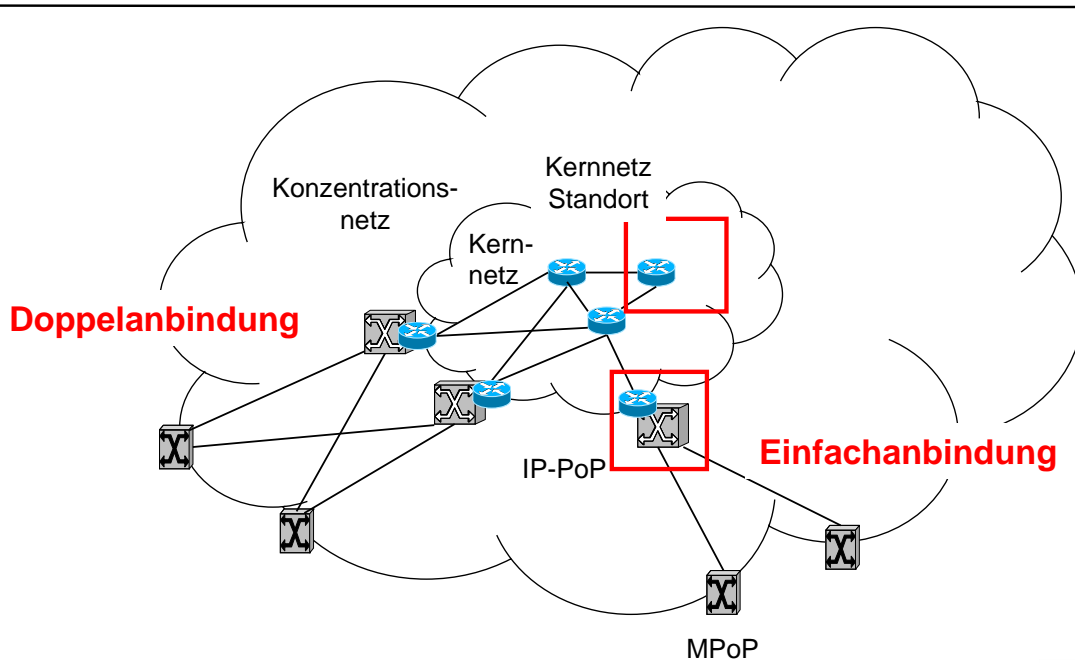 Kernnetz
Standort
Konzentrations-
netz
Kern-
netz
Doppelanbindung
IP-PoP
Einfachanbindung
MPoP